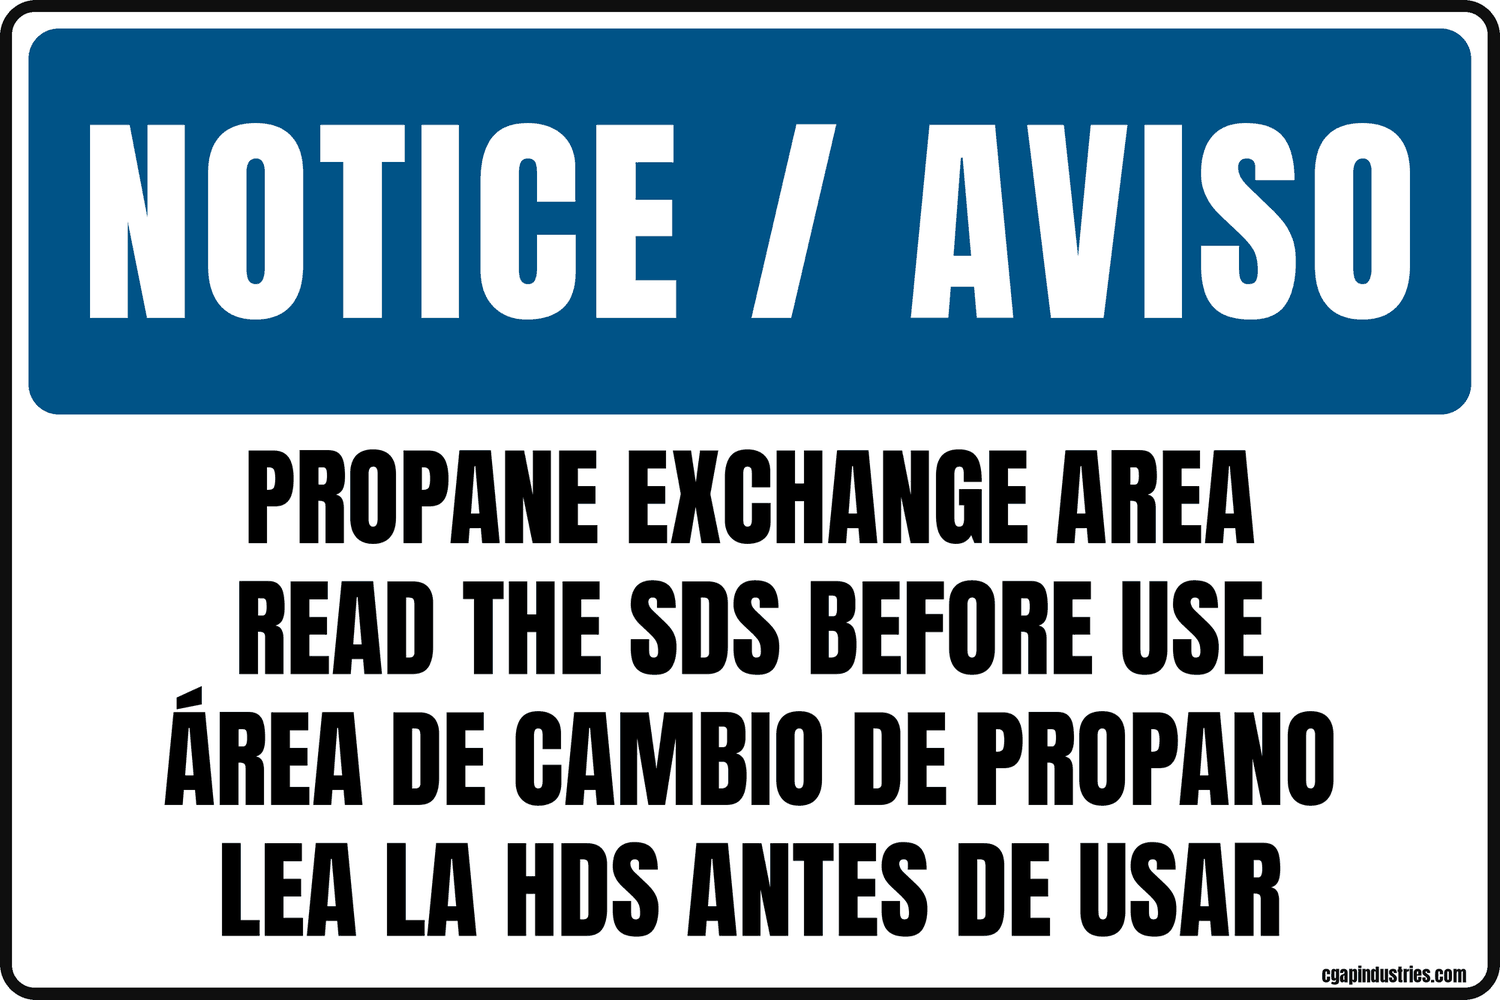 NOTICE / AVISO
PROPANE EXCHANGE AREA
READ THE SDS BEFORE USE
ÁREA DE CAMBIO DE PROPANO
LEA LA HDS ANTES DE USAR
cgapindustries.com